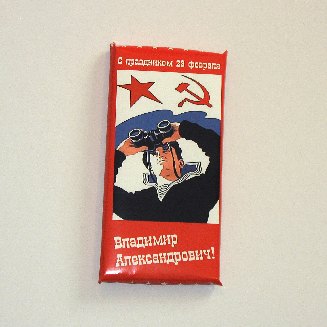 С праздником 23 февраля
Владимир
Александрович!